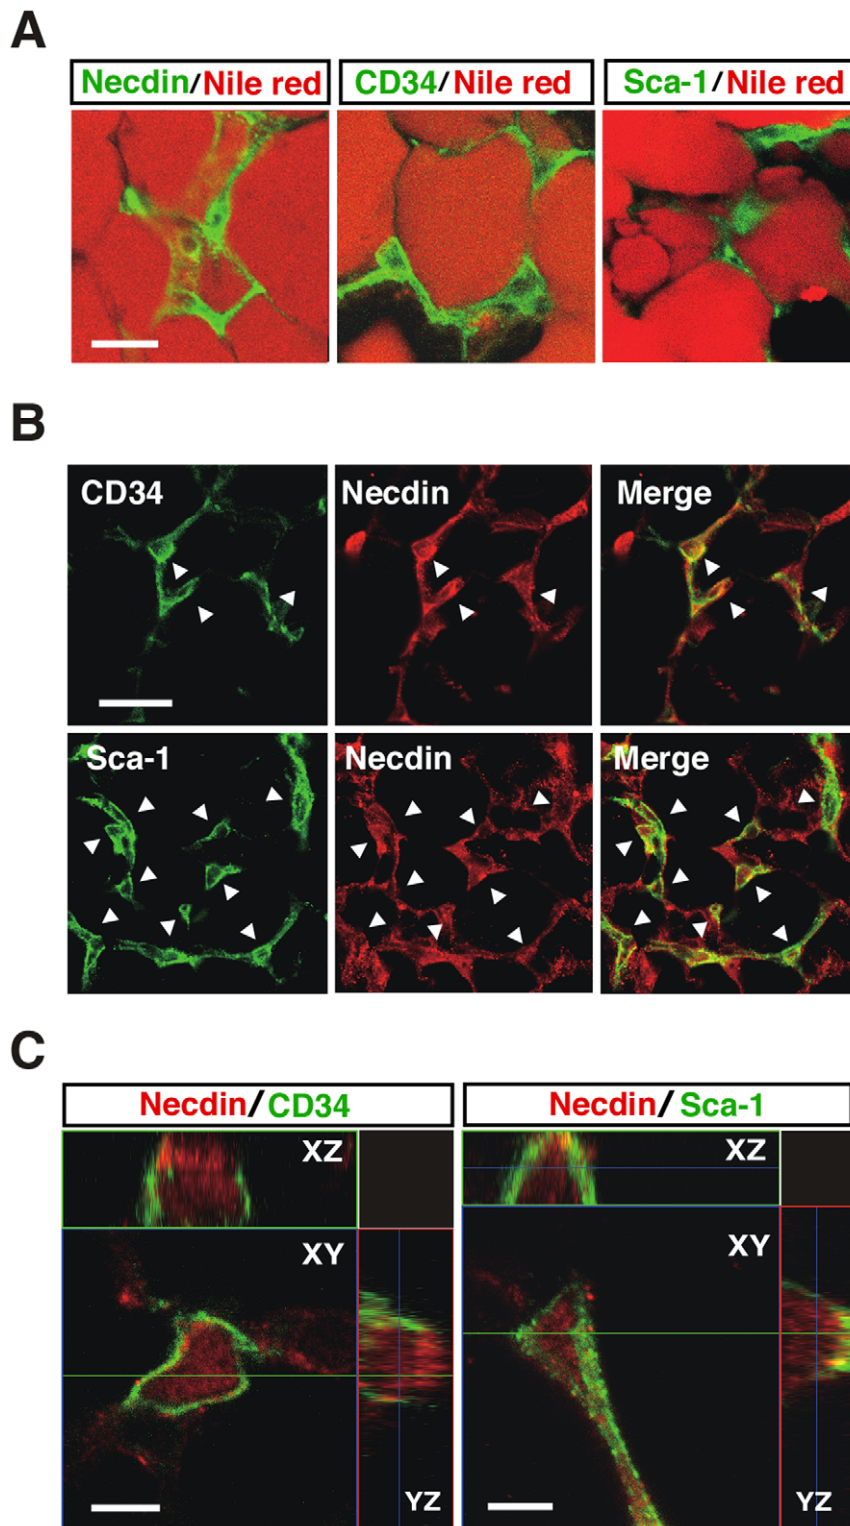 A
Necdin/Nile red
CD34/Nile red
Sca-1/Nile red
B
CD34
Necdin
Merge
Sca-1
Necdin
Merge
C
Necdin/CD34
Necdin/Sca-1
XZ
XZ
XY
XY
YZ
YZ